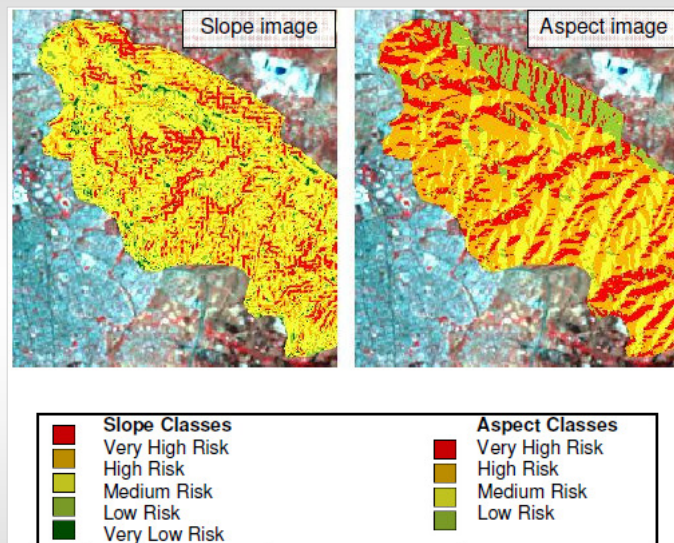 Slope image
Aspect image
Slope Classes
Very High Risk
High Risk
Medium Risk
Low Risk
Very Low Risk
Aspect Classes
Very High Risk
High Risk
Medium Risk
Low Risk